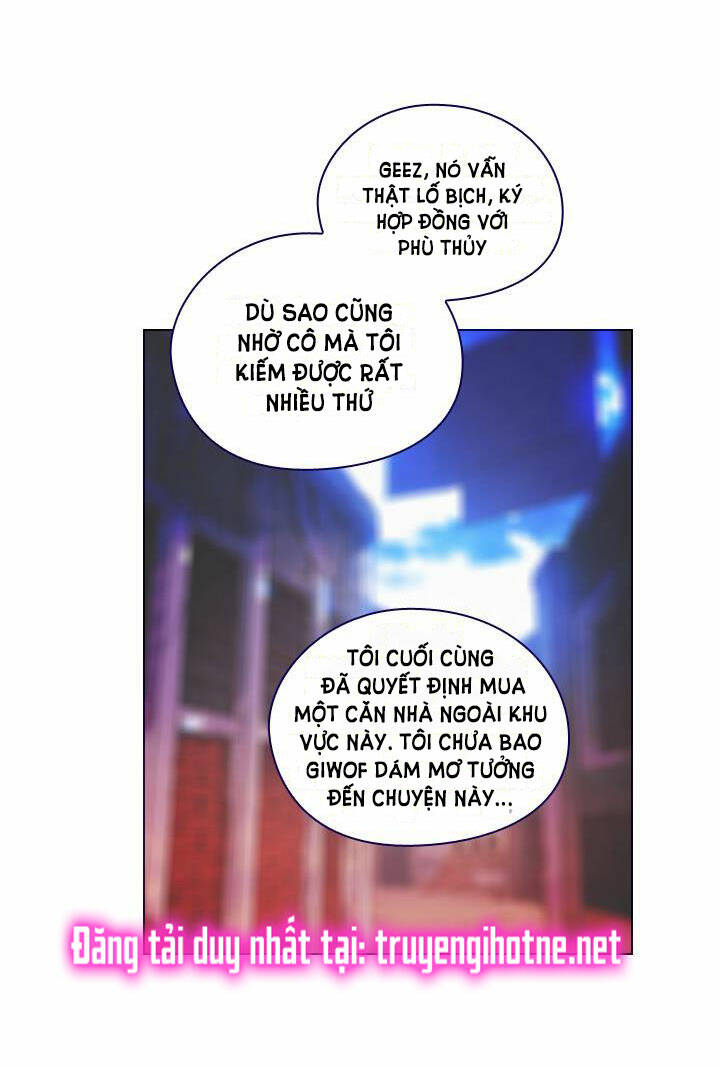 GEEZ, NÓ VẪN
THẬT LỐ BỊCH, KÝ
HỢP ĐỒNG VỚI
PHÙ THỦY
DÙ SAO CŨNG
NHỜ CÔ MÀ TÔI
KIẾM ĐƯỢC RẤT
NHIỀU THỨ
TÔI CUỐI CÙNG
ĐÃ QUYẾT ĐỊNH MUA
MỘT CĂN NHÀ NGOÀI KHU
VỰC NÀY. TÔI CHƯA BAO
GIWOF DÁM MƠ TƯỞNG
ĐẾN CHUYỆN NÀY...
Đăng tải duy nhất tại: truyengihotne.net